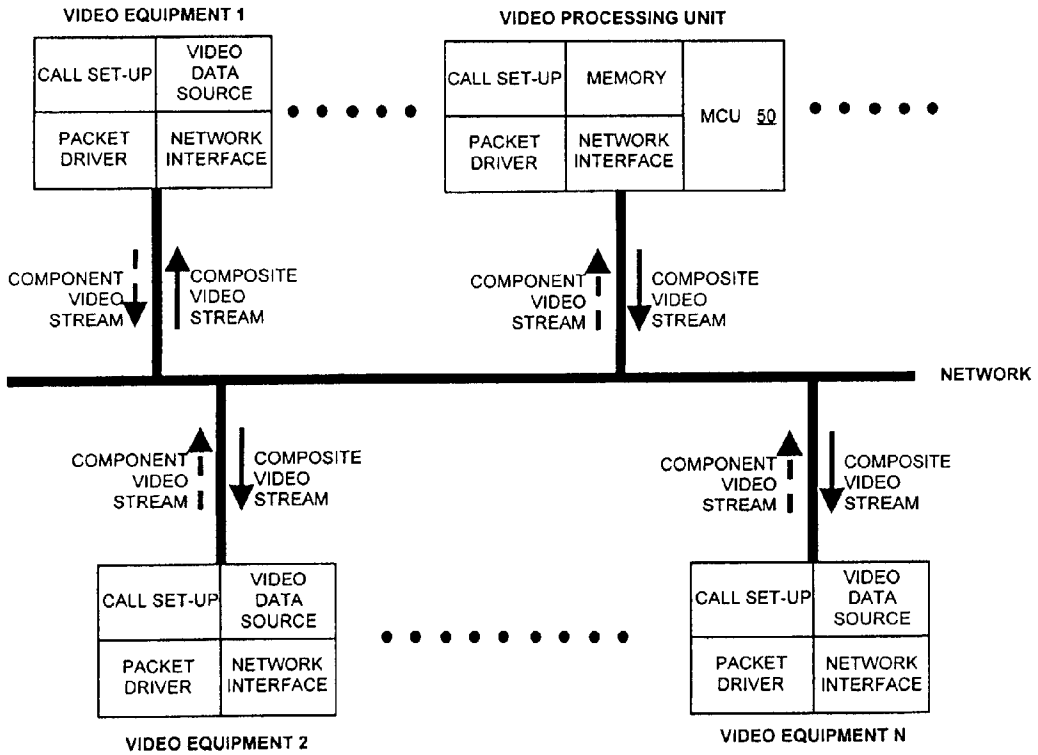 VIDEO EQUIPMENT 1
CALL SET-UP
VIDEO
DATA
SOURCE
PACKET
DRIVER
NETWORK
INTERFACE
VIDEO PROCESSING UNIT
CALL SET-UP
MEMORY
MCU 50
PACKET
DRIVER
NETWORK
INTERFACE
COMPONENT
VIDEO
STREAM
COMPOSITE
VIDEO
STREAM
COMPONENT
VIDEO
STREAM
COMPOSITE
VIDEO
STREAM
NETWORK
COMPONENT
VIDEO
STREAM
COMPOSITE
VIDEO
STREAM
COMPONENT
VIDEO
STREAM
COMPOSITE
VIDEO
STREAM
CALL SET-UP
VIDEO
DATA
SOURCE
PACKET
DRIVER
NETWORK
INTERFACE
VIDEO EQUIPMENT 2
CALL SET-UP
VIDEO
DATA
SOURCE
PACKET
DRIVER
NETWORK
INTERFACE
VIDEO EQUIPMENT N